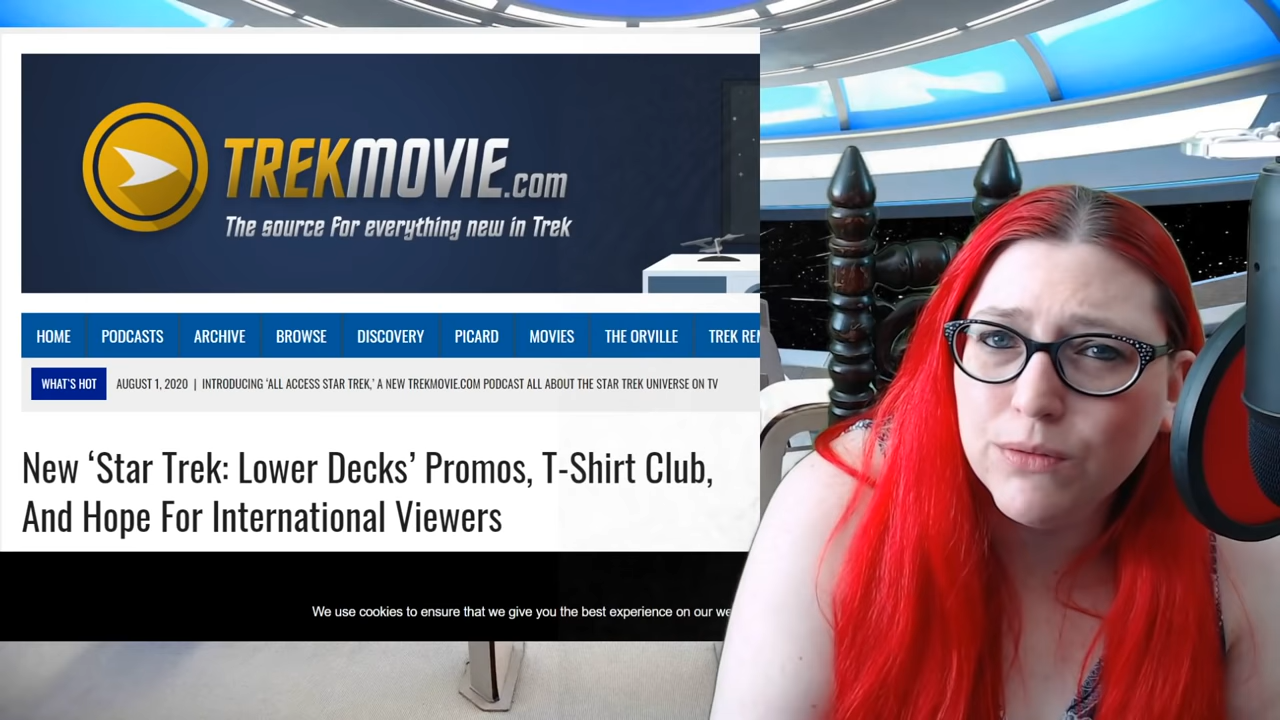 TREKMOVIE.com
The source for everything new in Trek
HOME PODCASTS ARCHIVE BROWSE DISCOVERY PICARD MOVIES THE ORVILLE TREK
WHAT'S HOT AUGUST 1, 2020 | INTRODUCING 'ALL ACCESS STAR TREK,' A NEW TREKMOVIE.COM PODCAST ALL ABOUT THE STAR TREK UNIVERSE ON TV
New ‘Star Trek: Lower Decks’ Promos, T-Shirt Club,
And Hope For International Viewers
We use cookies to ensure that we give you the best experience on our